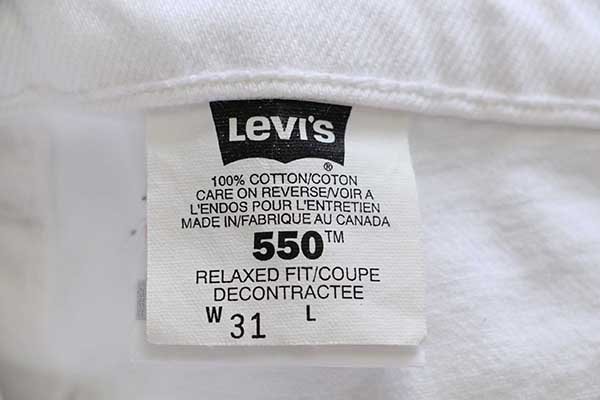 Levi's
®
100% COTTON/COTON
CARE ON REVERSE/VOIR A
L'ENDOS POUR L'ENTRETIEN
MADE IN/FABRIQUE AU CANADA
550™
RELAXED FIT/COUPE
DECONTRACTEE
W 31 L